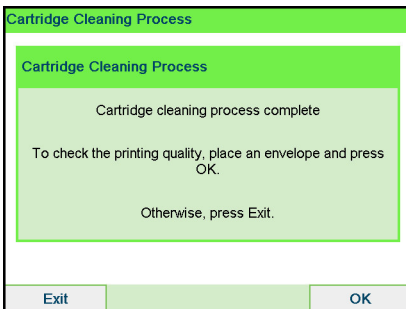 Cartridge Cleaning Process
Cartridge Cleaning Process
Cartridge cleaning process complete
To check the printing quality, place an envelope and press
OK.
Otherwise, press Exit.
Exit
OK